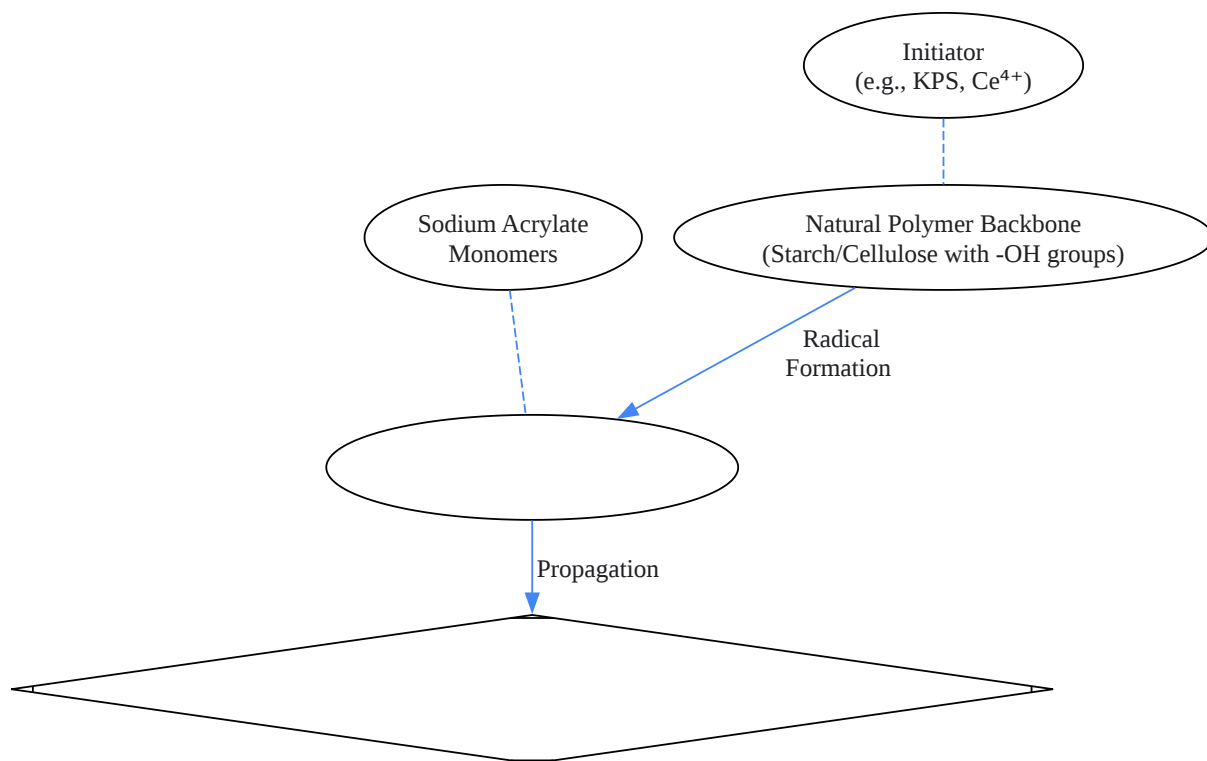 Initiator
(e.g., KPS, Ce⁴⁺)
Sodium Acrylate
Monomers
Natural Polymer Backbone
(Starch/Cellulose with -OH groups)
Radical
Formation
Propagation